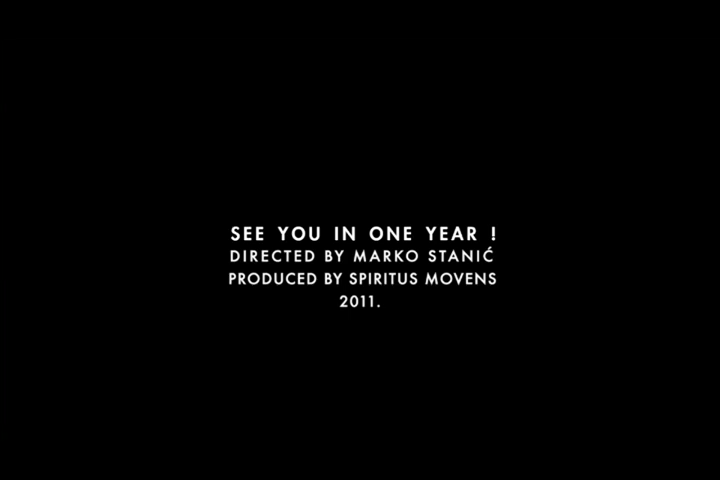 SEE YOU IN ONE YEAR !
DIRECTED BY MARKO STANIĆ
PRODUCED BY SPIRITUS MOVENS
2011.